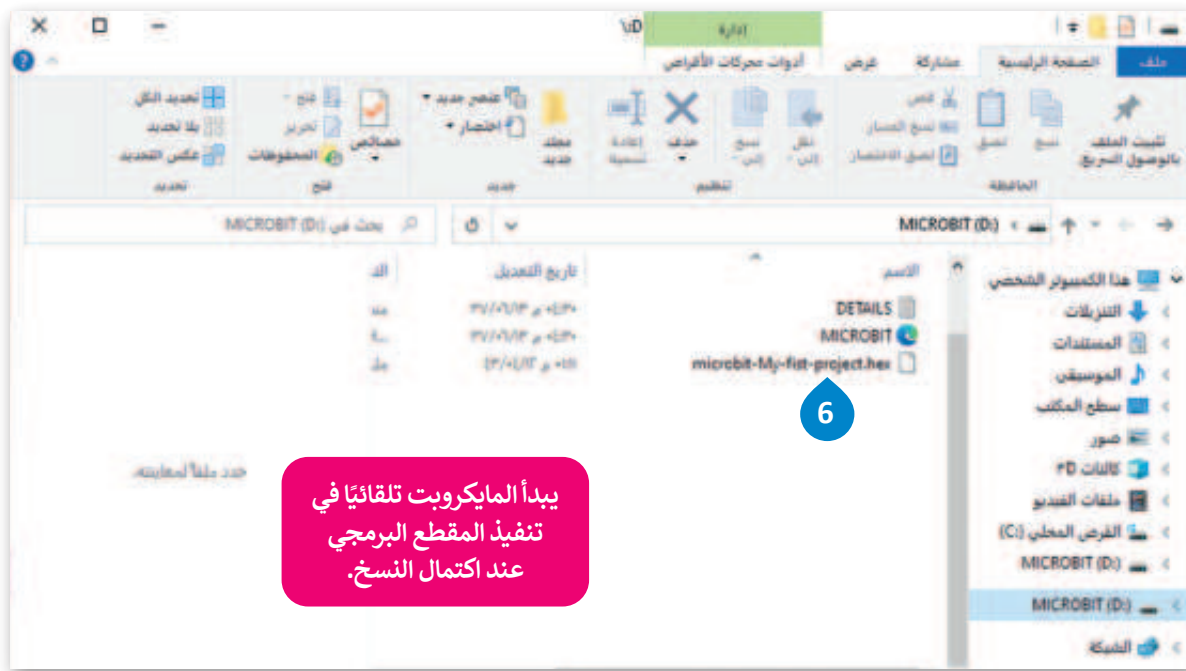 D:\
إدارة
ملف
الصفحة الرئيسية
مشاركة
عرض
أدوات محركات الأقراص
تثبيت الملف
بالوصول السريع
نسخ
لصق
قص
نسخ المسار
لصق الاختصار
الحافظة
نقل
إلى
نسخ
إلى
حذف
إعادة
تسمية
تنظيم
مجلد
جديد
عنصر جديد
اختصار
جديد
خصائص
فتح
تحرير
المحفوظات
فتح
تحديد الكل
بلا تحديد
عكس التحديد
تحديد
MICROBIT (D:)
بحث في MICROBIT (D:)
هذا الكمبيوتر الشخصي
التنزيلات
المستندات
الموسيقى
سطح المكتب
صور
كائنات ٣D
ملفات الفيديو
القرص المحلي (C:)
MICROBIT (D:)
MICROBIT (D:)
الشبكة
الاسم
تاريخ التعديل
DETAILS
MICROBIT
microbit-My-fist-project.hex
6
حدد ملفاً لمعاينته.
يبدأ المايكروبت تلقائيًا في
تنفيذ المقطع البرمجي
عند اكتمال النسخ.